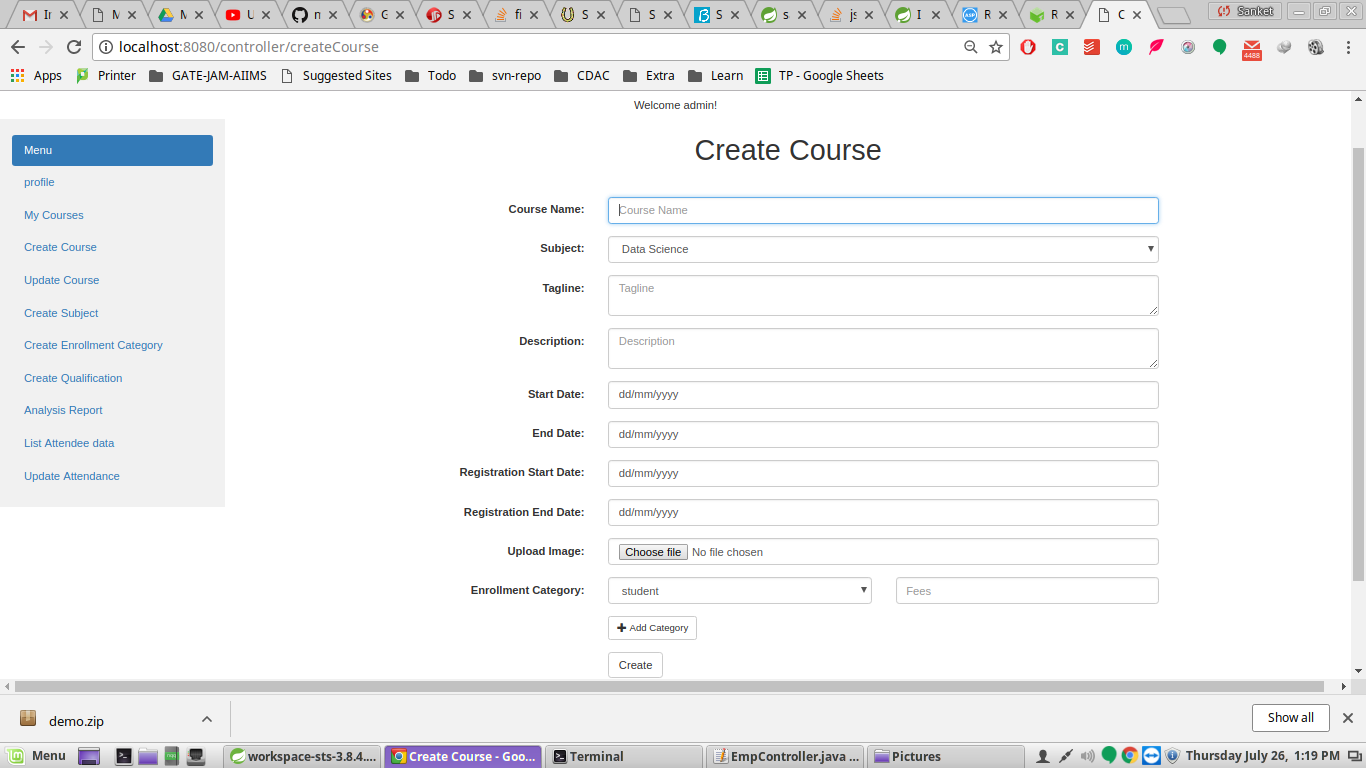 In
M
M
U
n
G
S
fi
S
S
S
s
js
I
R
R
C
Sanket
localhost:8080/controller/createCourse
4488
Apps Printer GATE-JAM-AIIMS Suggested Sites Todo svn-repo CDAC Extra Learn TP - Google Sheets
Welcome admin!
Menu
profile
My Courses
Create Course
Update Course
Create Subject
Create Enrollment Category
Create Qualification
Analysis Report
List Attendee data
Update Attendance
Create Course
Course Name: Course Name
Subject: Data Science
Tagline: Tagline
Description: Description
Start Date: dd/mm/yyyy
End Date: dd/mm/yyyy
Registration Start Date: dd/mm/yyyy
Registration End Date: dd/mm/yyyy
Upload Image: Choose file No file chosen
Enrollment Category: student Fees
Add Category
Create
demo.zip Show all
Menu workspace-sts-3.8.4.... Create Course - Goo... Terminal EmpController.java ... Pictures Thursday July 26, 1:19 PM